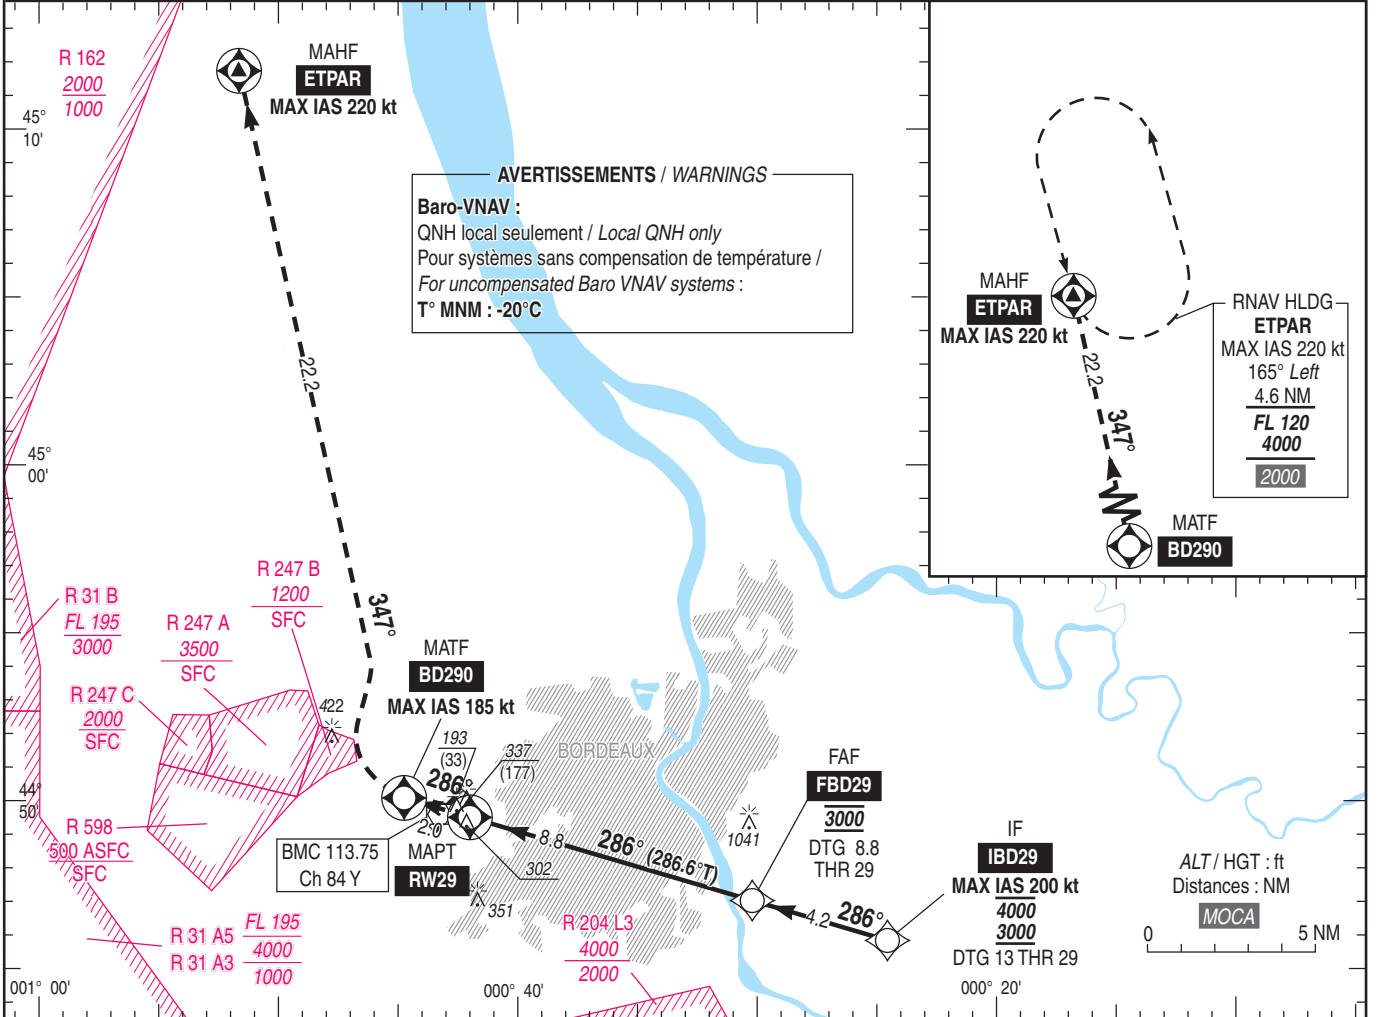 R 162
2000
1000
MAHF
ETPAR
MAX IAS 220 kt
45°
10'
AVERTISSEMENTS / WARNINGS
Baro-VNAV :
QNH local seulement / Local QNH only
Pour systèmes sans compensation de température /
For uncompensated Baro VNAV systems :
T° MNM : -20°C
MAHF
ETPAR
MAX IAS 220 kt
RNAV HLDG
ETPAR
MAX IAS 220 kt
165° Left
4.6 NM
FL 120
4000
2000
22.2
347°
MATF
BD290
22.2
45°
00'
347°
R 31 B
FL 195
3000
R 247 B
1200
SFC
R 247 A
3500
SFC
R 247 C
2000
SFC
422
MATF
BD290
MAX IAS 185 kt
193
(33)
337
(177)
BORDEAUX
286°
2.0
44°
50'
R 598
500 ASFC
SFC
BMC 113.75
Ch 84 Y
MAPT
RW29
302
351
8.8
286° (286.6°T)
1041
FAF
FBD29
3000
DTG 8.8
THR 29
4.2
286°
IF
IBD29
MAX IAS 200 kt
4000
3000
DTG 13 THR 29
ALT / HGT : ft
Distances : NM
MOCA
0
5 NM
R 31 A5
R 31 A3
FL 195
4000
1000
R 204 L3
4000
2000
001° 00'
000° 40'
000° 20'